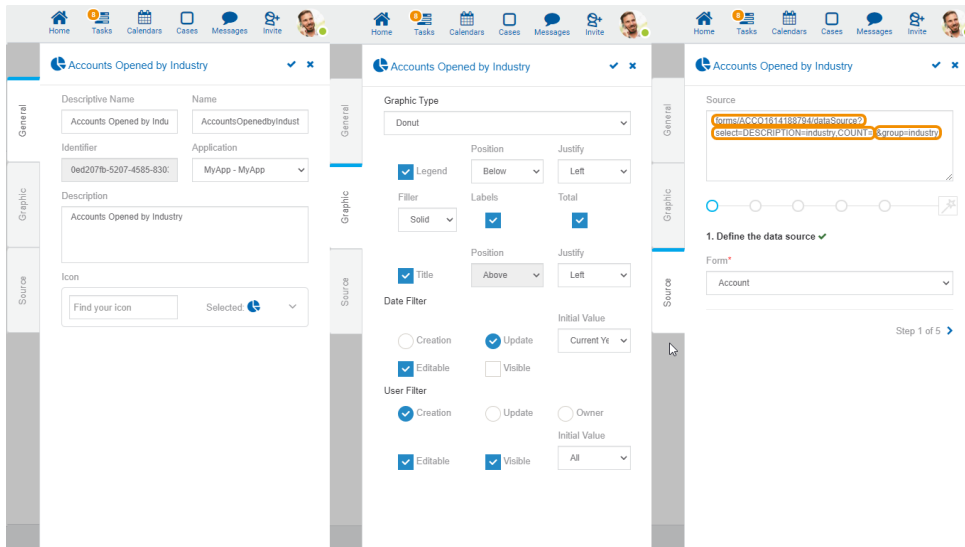 8
Home Tasks Calendars Cases Messages Invite
Accounts Opened by Industry
General
Graphic
Source
Descriptive Name Name
Accounts Opened by Indu AccountsOpenedbyIndust
Identifier Application
0ed207fb-5207-4585-830: MyApp - MyApp
Description
Accounts Opened by Industry
Icon
Find your icon Selected:
8
Home Tasks Calendars Cases Messages Invite
Accounts Opened by Industry
General
Graphic
Source
Graphic Type
Donut
Position Justify
Legend Below Left
Filler Labels Total
Solid
Position Justify
Title Above Left
Date Filter
Initial Value
Creation Update Current Ye
Editable Visible
User Filter
Creation Update Owner
Initial Value
Editable Visible All
8
Home Tasks Calendars Cases Messages Invite
Accounts Opened by Industry
General
Graphic
Source
Source
forms/ACCO1614188794/dataSource?
select=DESCRIPTION=industry,COUNT=&group=industry
1. Define the data source
Form*
Account
Step 1 of 5